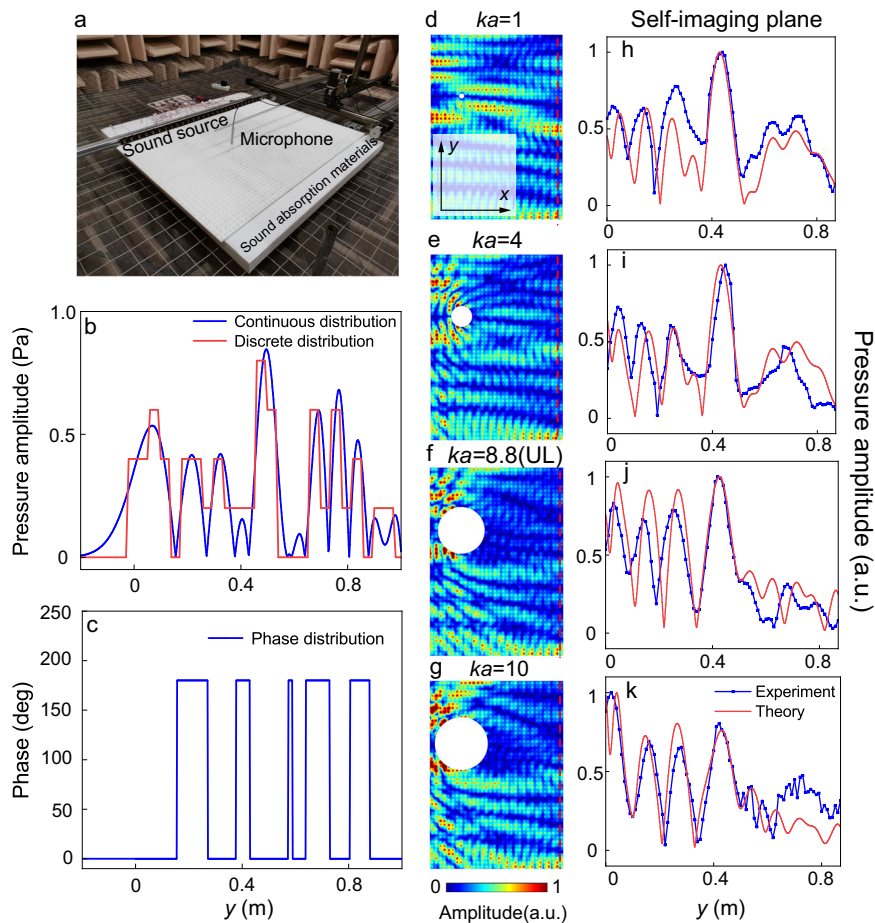 a
Sound source
Microphone
Sound absorption materials
b
Continuous distribution
Discrete distribution
1.0
0.5
0
0
0.4
0.8
Pressure amplitude (Pa)
c
Phase distribution
250
200
150
100
50
0
0
0.4
0.8
Phase (deg)
y (m)
d
ka=1
y
x
e
ka=4
f
ka=8.8(UL)
g
ka=10
0
1
Amplitude(a.u.)
Self-imaging plane
h
1
0.5
0
0
0.4
0.8
i
1
0.5
0
0
0.4
0.8
j
1
0.5
0
0
0.4
0.8
k
Experiment
Theory
1
0.5
0
0
0.4
0.8
y (m)
Pressure amplitude (a.u.)